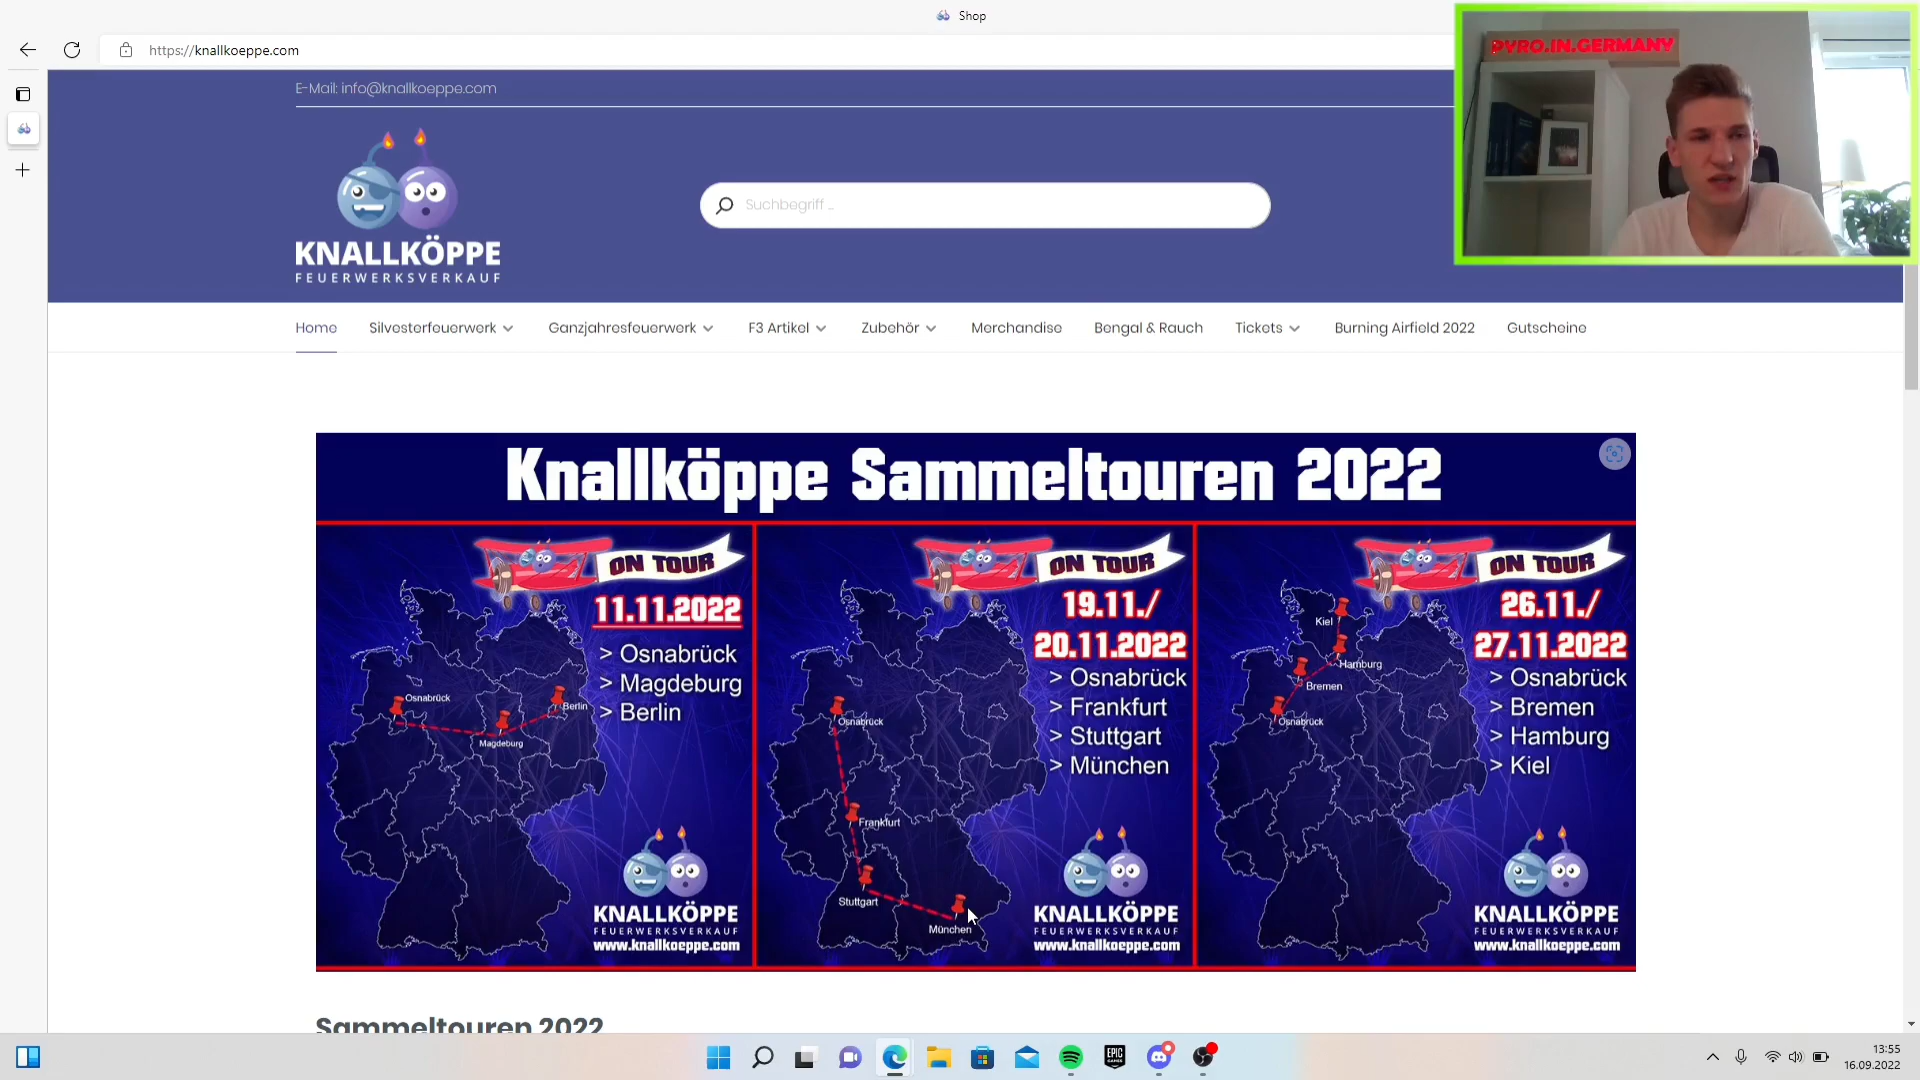 Shop
https://knallkoeppe.com
PYRO.IN.GERMANY
E-Mail: info@knallkoeppe.com
KNALLKÖPPE
FEUERWERKSVERKAUF
Suchbegriff ...
Home Silvesterfeuerwerk Ganzjahresfeuerwerk F3 Artikel Zubehör Merchandise Bengal & Rauch Tickets Burning Airfield 2022 Gutscheine
Knallköppe Sammeltouren 2022
ON TOUR
11.11.2022
> Osnabrück
> Magdeburg
> Berlin
Osnabrück
Magdeburg
Berlin
KNALLKÖPPE
FEUERWERKSVERKAUF
www.knallkoeppe.com
ON TOUR
19.11./
20.11.2022
> Osnabrück
> Frankfurt
> Stuttgart
> München
Osnabrück
Frankfurt
Stuttgart
München
KNALLKÖPPE
FEUERWERKSVERKAUF
www.knallkoeppe.com
ON TOUR
26.11./
27.11.2022
> Osnabrück
> Bremen
> Hamburg
> Kiel
Kiel
Hamburg
Bremen
Osnabrück
KNALLKÖPPE
FEUERWERKSVERKAUF
www.knallkoeppe.com
Sammeltouren 2022
EPIC
GAMES
13:55
16.09.2022